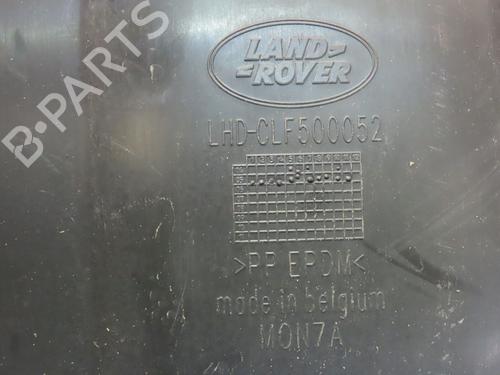 B-PARTS
LAND
ROVER
LHD-CLF500052
>PP EPDM<
made in belgium
MON7A